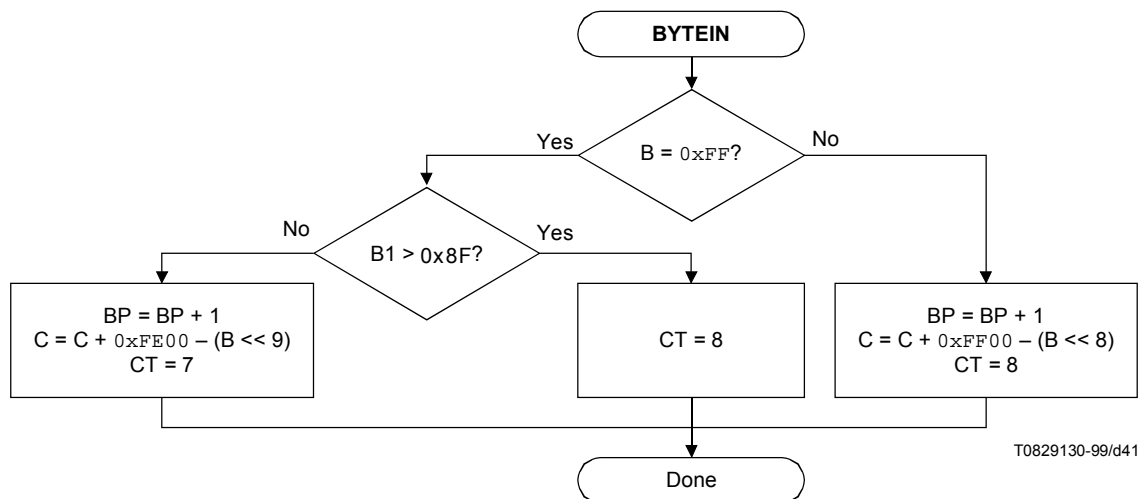 BYTEIN
B = 0xFF?
Yes
No
B1 > 0x8F?
No
Yes
BP = BP + 1
C = C + 0xFE00 – (B << 9)
CT = 7
CT = 8
BP = BP + 1
C = C + 0xFF00 – (B << 8)
CT = 8
T0829130-99/d41
Done